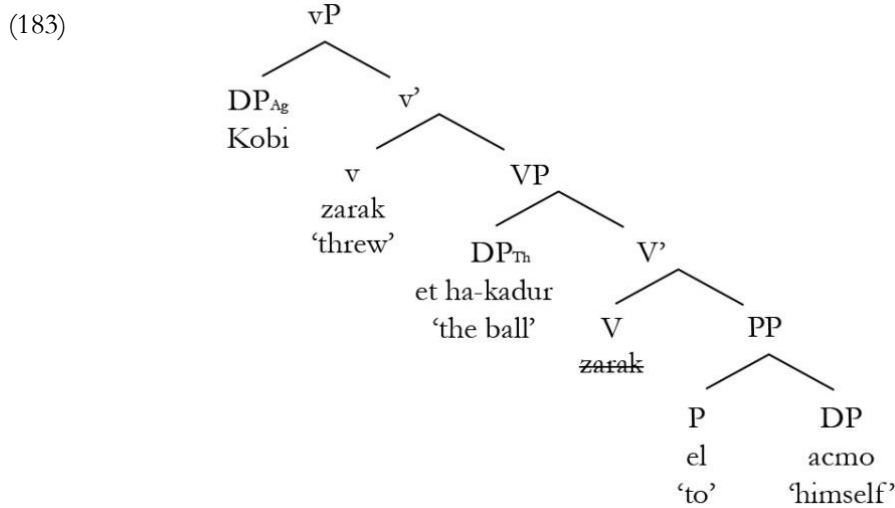 (183)
vP
DPAg v’
Kobi
v VP
zarak
‘threw’ DPTh V’
et ha-kadur
‘the ball’ V PP
zarak
P DP
el acmo
‘to’ ‘himself’